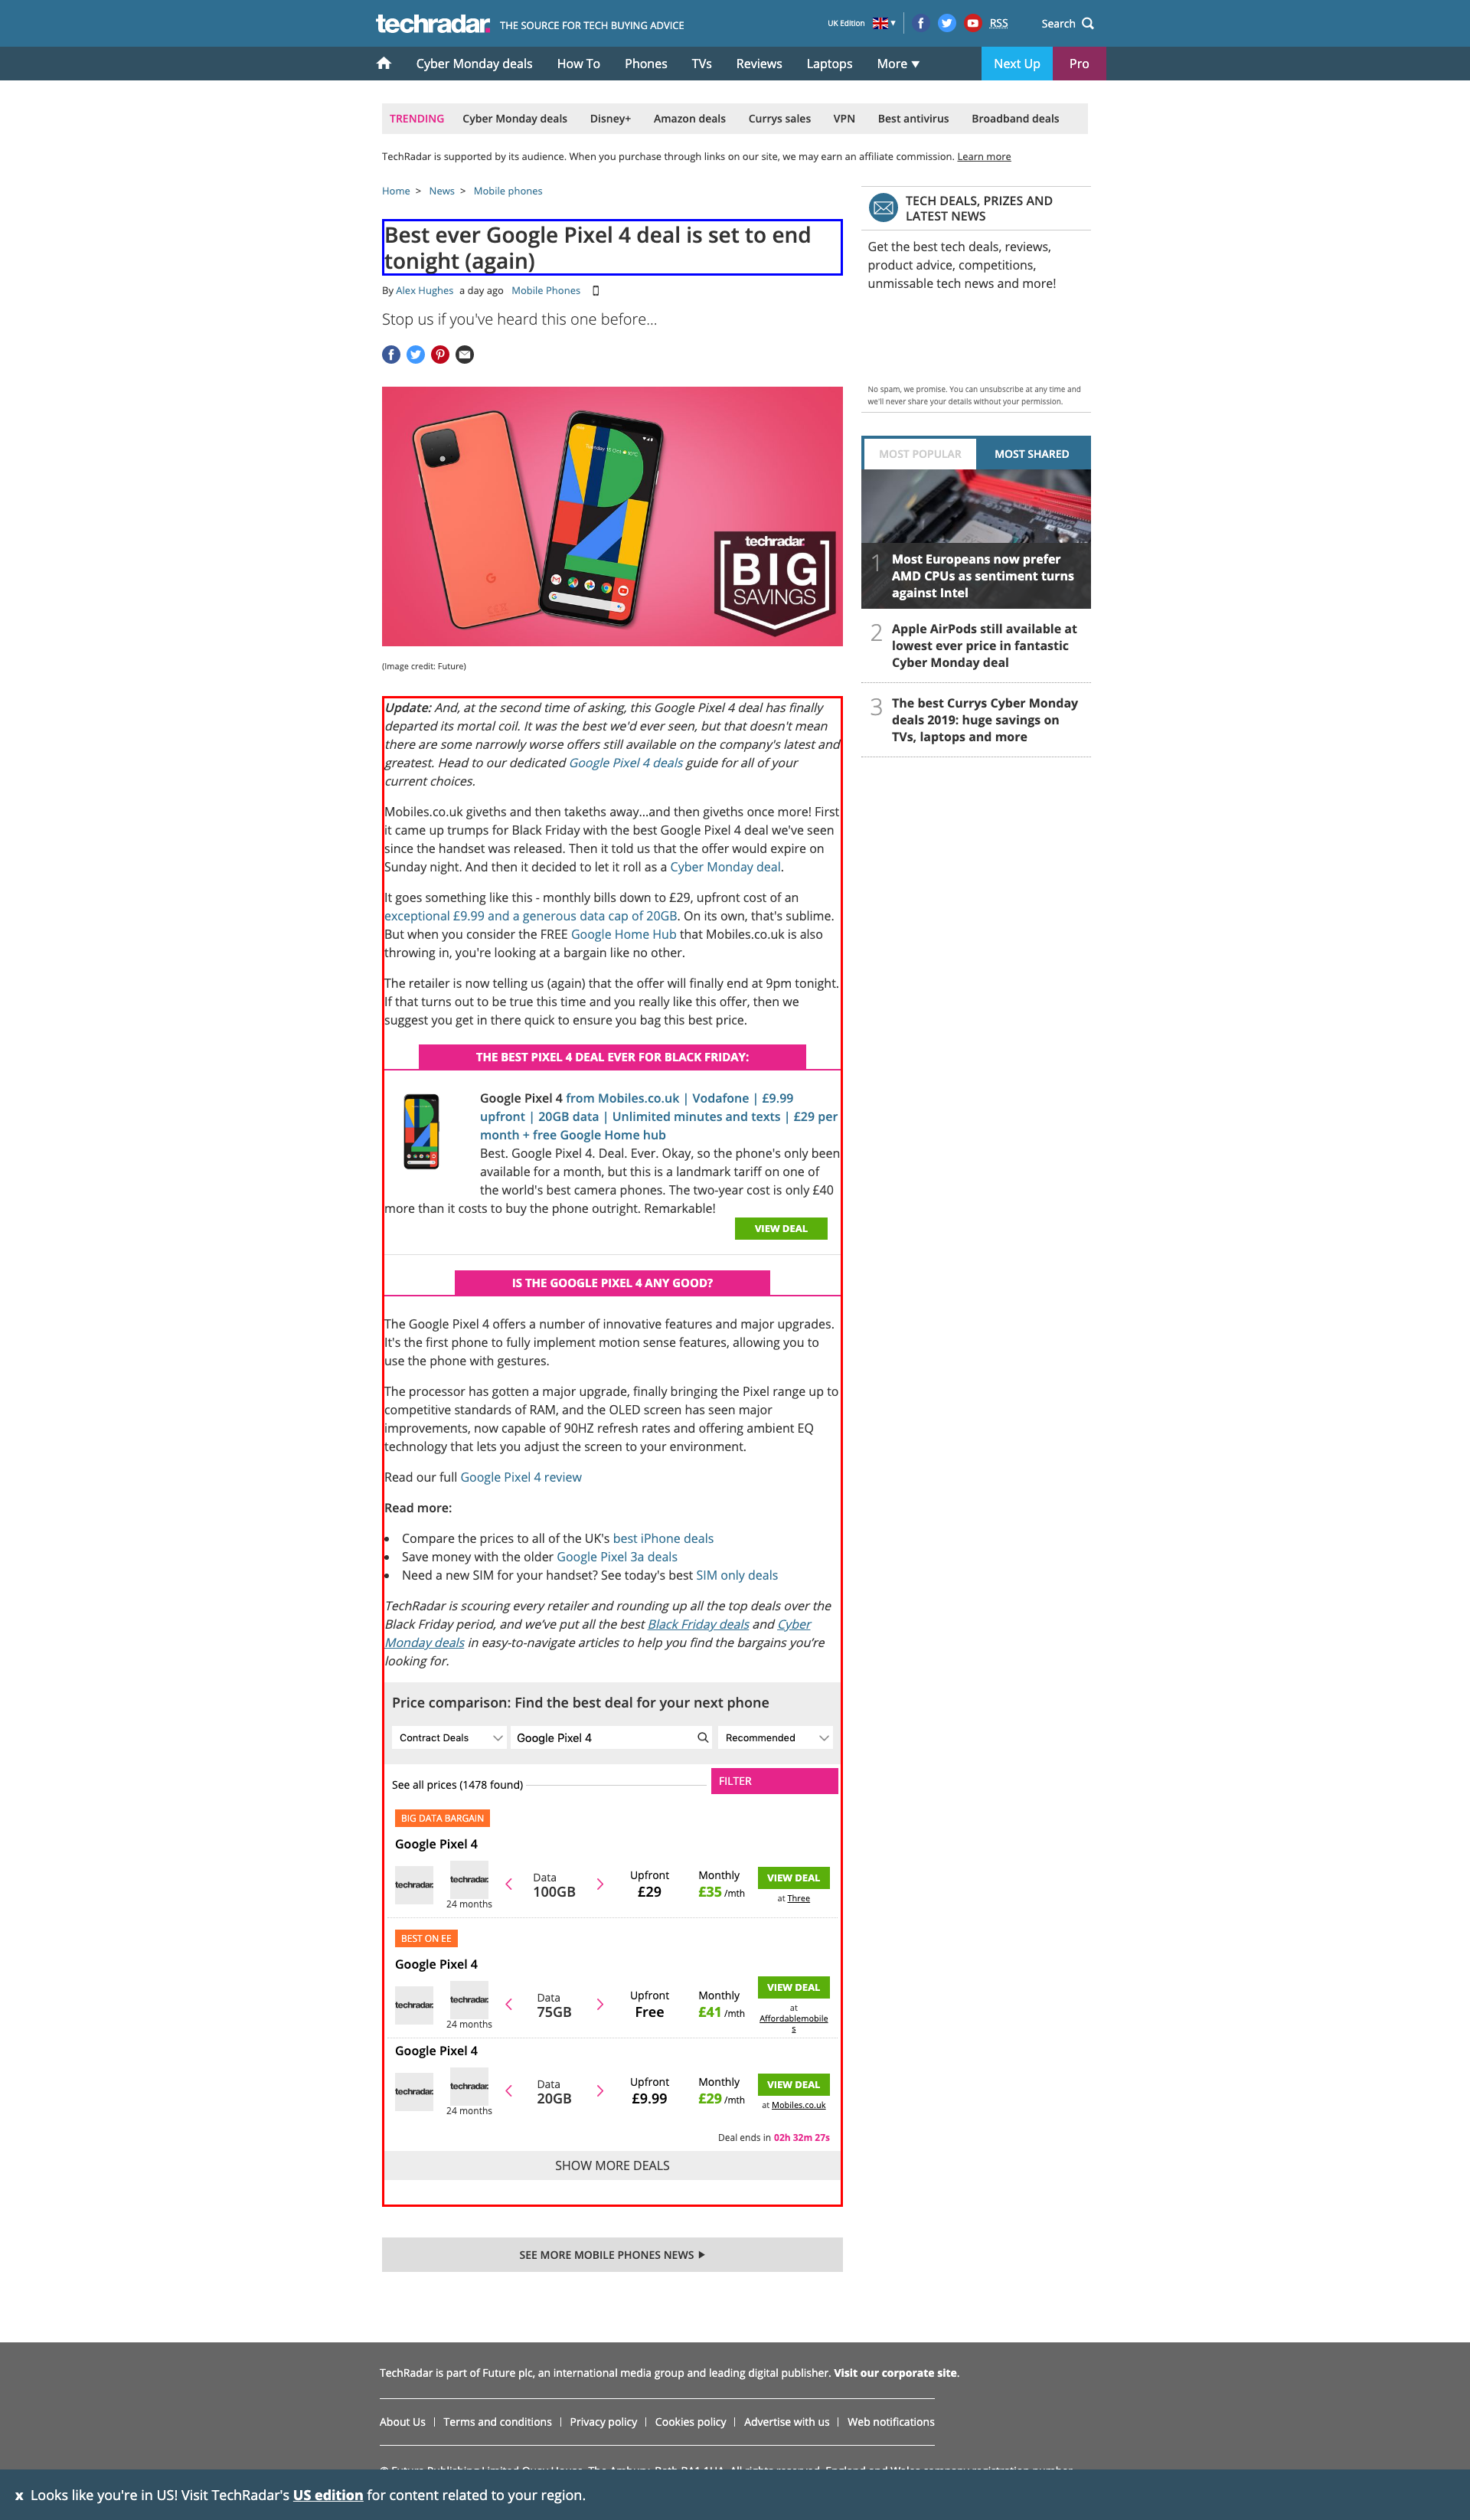 techradar.
THE SOURCE FOR TECH BUYING ADVICE
UK Edition
RSS
Search
Cyber Monday deals
How To
Phones
TVs
Reviews
Laptops
More
Next Up
Pro
TRENDING
Cyber Monday deals
Disney+
Amazon deals
Currys sales
VPN
Best antivirus
Broadband deals
TechRadar is supported by its audience. When you purchase through links on our site, we may earn an affiliate commission. Learn more
Home > News > Mobile phones
Best ever Google Pixel 4 deal is set to end
tonight (again)
By Alex Hughes a day ago Mobile Phones
Stop us if you've heard this one before...
techradar.
BIG
SAVINGS
(Image credit: Future)
Update: And, at the second time of asking, this Google Pixel 4 deal has finally
departed its mortal coil. It was the best we'd ever seen, but that doesn't mean
there are some narrowly worse offers still available on the company's latest and
greatest. Head to our dedicated Google Pixel 4 deals guide for all of your
current choices.
Mobiles.co.uk giveths and then taketh​s away...and then giveths once more! First
it came up trumps for Black Friday with the best Google Pixel 4 deal we've seen
since the handset was released. Then it told us that the offer would expire on
Sunday night. And then it decided to let it roll as a Cyber Monday deal.
It goes something like this - monthly bills down to £29, upfront cost of an
exceptional £9.99 and a generous data cap of 20GB. On its own, that's sublime.
But when you consider the FREE Google Home Hub that Mobiles.co.uk is also
throwing in, you're looking at a bargain like no other.
The retailer is now telling us (again) that the offer will finally end at 9pm tonight.
If that turns out to be true this time and you really like this offer, then we
suggest you get in there quick to ensure you bag this best price.
THE BEST PIXEL 4 DEAL EVER FOR BLACK FRIDAY:
Google Pixel 4 from Mobiles.co.uk | Vodafone | £9.99
upfront | 20GB data | Unlimited minutes and texts | £29 per
month + free Google Home hub
Best. Google Pixel 4. Deal. Ever. Okay, so the phone's only been
available for a month, but this is a landmark tariff on one of
the world's best camera phones. The two-year cost is only £40
more than it costs to buy the phone outright. Remarkable!
VIEW DEAL
IS THE GOOGLE PIXEL 4 ANY GOOD?
The Google Pixel 4 offers a number of innovative features and major upgrades.
It's the first phone to fully implement motion sense features, allowing you to
use the phone with gestures.
The processor has gotten a major upgrade, finally bringing the Pixel range up to
competitive standards of RAM, and the OLED screen has seen major
improvements, now capable of 90HZ refresh rates and offering ambient EQ
technology that lets you adjust the screen to your environment.
Read our full Google Pixel 4 review
Read more:
• Compare the prices to all of the UK's best iPhone deals
• Save money with the older Google Pixel 3a deals
• Need a new SIM for your handset? See today's best SIM only deals
TechRadar is scouring every retailer and rounding up all the top deals over the
Black Friday period, and we’ve put all the best Black Friday deals and Cyber
Monday deals in easy-to-navigate articles to help you find the bargains you’re
looking for.
Price comparison: Find the best deal for your next phone
Contract Deals
Google Pixel 4
Recommended
See all prices (1478 found)
FILTER
BIG DATA BARGAIN
Google Pixel 4
techradar.
techradar.
24 months
Data
100GB
Upfront
£29
Monthly
£35 /mth
VIEW DEAL
at Three
BEST ON EE
Google Pixel 4
techradar.
techradar.
24 months
Data
75GB
Upfront
Free
Monthly
£41 /mth
VIEW DEAL
at
Affordablemobile
s
Google Pixel 4
techradar.
techradar.
24 months
Data
20GB
Upfront
£9.99
Monthly
£29 /mth
VIEW DEAL
at Mobiles.co.uk
Deal ends in 02h 32m 27s
SHOW MORE DEALS
SEE MORE MOBILE PHONES NEWS
TECH DEALS, PRIZES AND
LATEST NEWS
Get the best tech deals, reviews,
product advice, competitions,
unmissable tech news and more!
No spam, we promise. You can unsubscribe at any time and
we'll never share your details without your permission.
MOST POPULAR
MOST SHARED
1
Most Europeans now prefer
AMD CPUs as sentiment turns
against Intel
2
Apple AirPods still available at
lowest ever price in fantastic
Cyber Monday deal
3
The best Currys Cyber Monday
deals 2019: huge savings on
TVs, laptops and more
TechRadar is part of Future plc, an international media group and leading digital publisher. Visit our corporate site.
About Us | Terms and conditions | Privacy policy | Cookies policy | Advertise with us | Web notifications
x Looks like you're in US! Visit TechRadar's US edition for content related to your region.